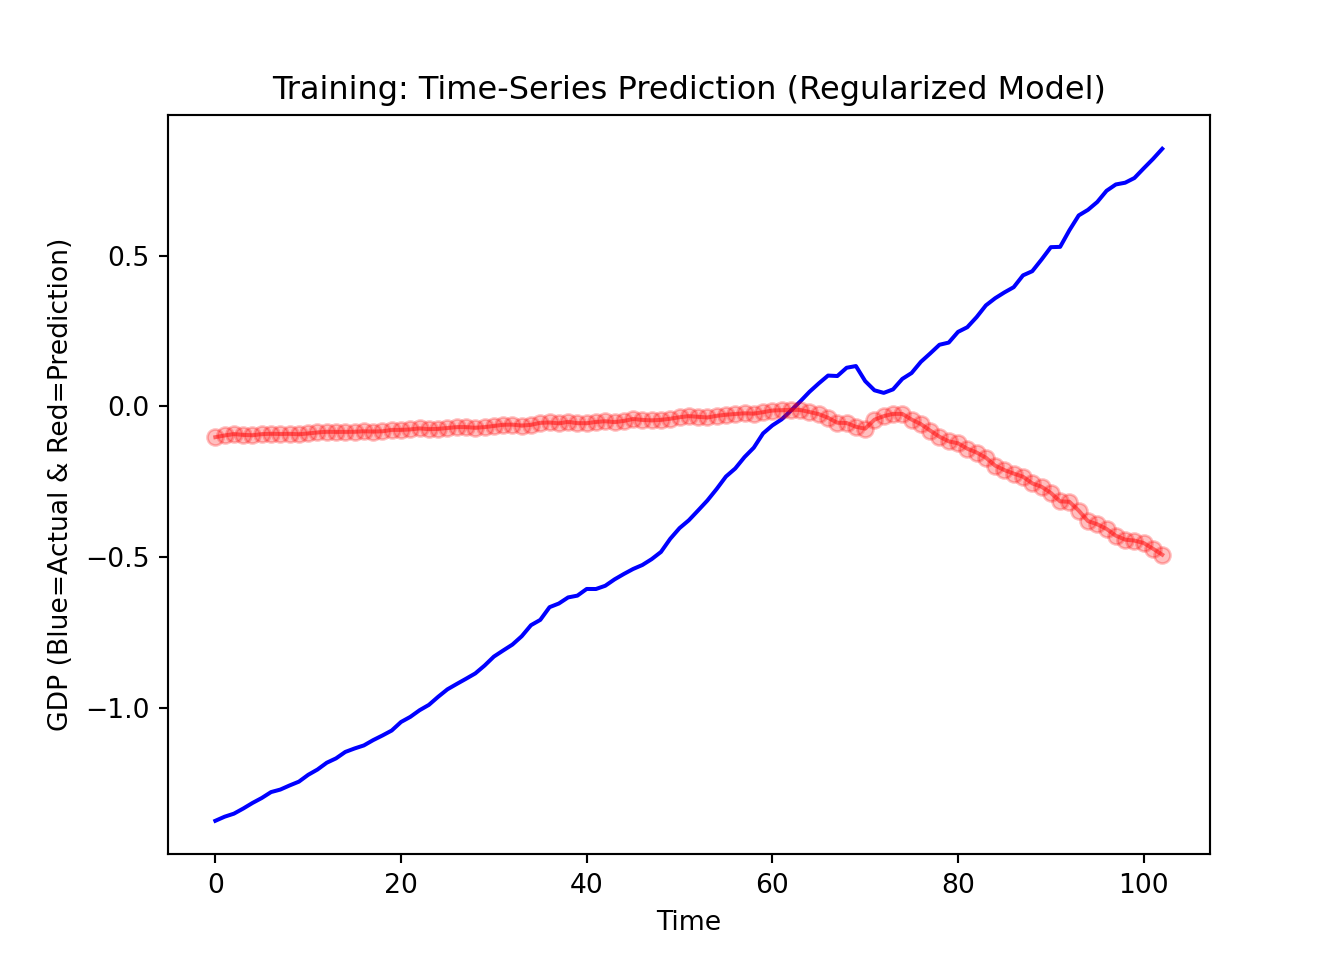 Training: Time-Series Prediction (Regularized Model)
GDP (Blue=Actual & Red=Prediction)
0.5
0.0
−0.5
−1.0
0 20 40 60 80 100
Time